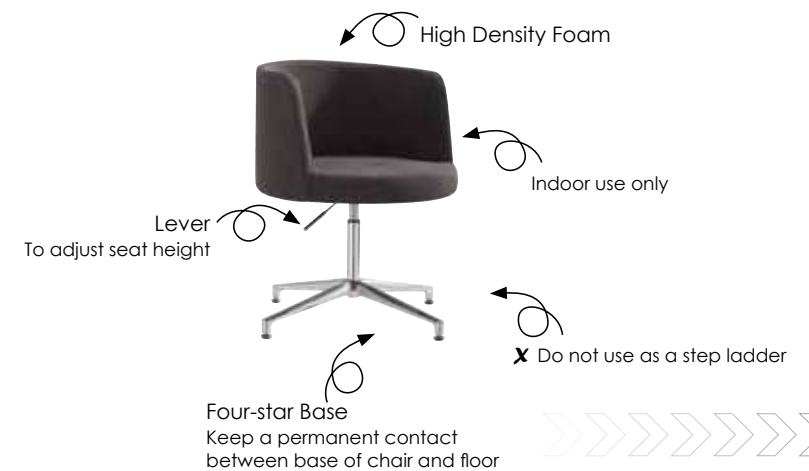 High Density Foam
Indoor use only
Lever
To adjust seat height
✗ Do not use as a step ladder
Four-star Base
Keep a permanent contact
between base of chair and floor